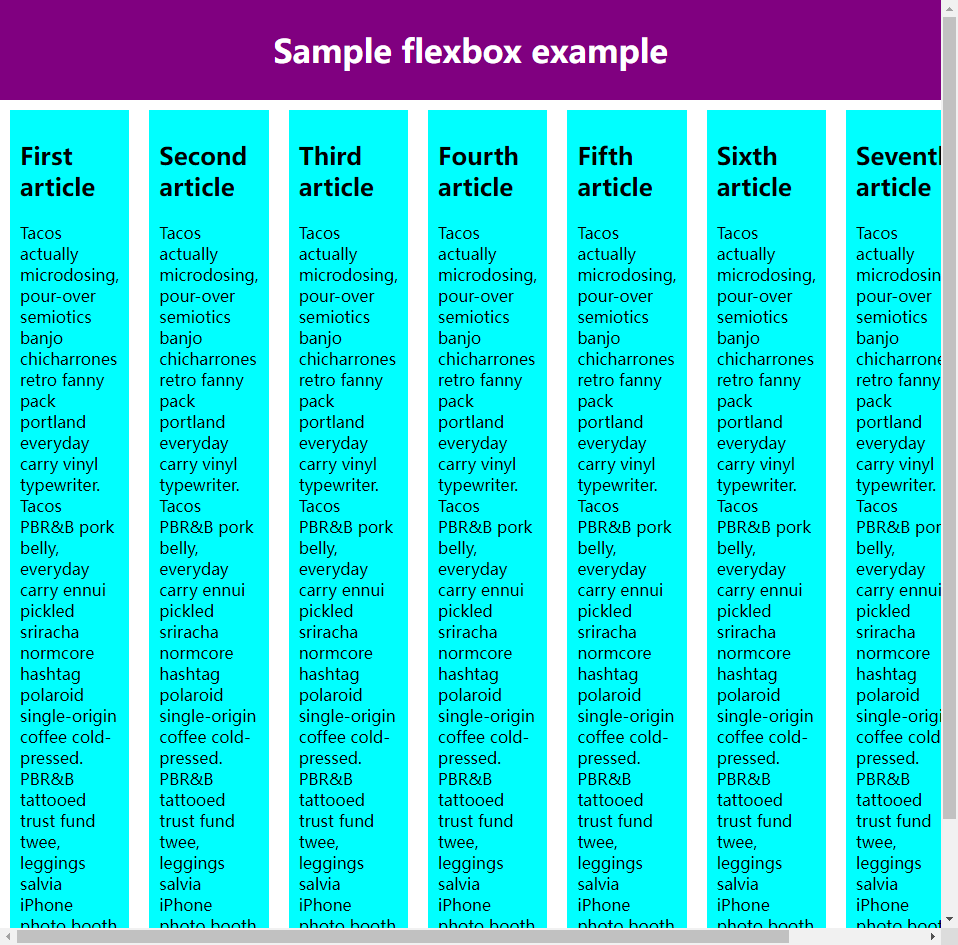 Sample flexbox example
First
article
Tacos
actually
microdosing,
pour-over
semiotics
banjo
chicharrones
retro fanny
pack
portland
everyday
carry vinyl
typewriter.
Tacos
PBR&B pork
belly,
everyday
carry ennui
pickled
sriracha
normcore
hashtag
polaroid
single-origin
coffee cold-
pressed.
PBR&B
tattooed
trust fund
twee,
leggings
salvia
iPhone
photo booth
Second
article
Tacos
actually
microdosing,
pour-over
semiotics
banjo
chicharrones
retro fanny
pack
portland
everyday
carry vinyl
typewriter.
Tacos
PBR&B pork
belly,
everyday
carry ennui
pickled
sriracha
normcore
hashtag
polaroid
single-origin
coffee cold-
pressed.
PBR&B
tattooed
trust fund
twee,
leggings
salvia
iPhone
photo booth
Third
article
Tacos
actually
microdosing,
pour-over
semiotics
banjo
chicharrones
retro fanny
pack
portland
everyday
carry vinyl
typewriter.
Tacos
PBR&B pork
belly,
everyday
carry ennui
pickled
sriracha
normcore
hashtag
polaroid
single-origin
coffee cold-
pressed.
PBR&B
tattooed
trust fund
twee,
leggings
salvia
iPhone
photo booth
Fourth
article
Tacos
actually
microdosing,
pour-over
semiotics
banjo
chicharrones
retro fanny
pack
portland
everyday
carry vinyl
typewriter.
Tacos
PBR&B pork
belly,
everyday
carry ennui
pickled
sriracha
normcore
hashtag
polaroid
single-origin
coffee cold-
pressed.
PBR&B
tattooed
trust fund
twee,
leggings
salvia
iPhone
photo booth
Fifth
article
Tacos
actually
microdosing,
pour-over
semiotics
banjo
chicharrones
retro fanny
pack
portland
everyday
carry vinyl
typewriter.
Tacos
PBR&B pork
belly,
everyday
carry ennui
pickled
sriracha
normcore
hashtag
polaroid
single-origin
coffee cold-
pressed.
PBR&B
tattooed
trust fund
twee,
leggings
salvia
iPhone
photo booth
Sixth
article
Tacos
actually
microdosing,
pour-over
semiotics
banjo
chicharrones
retro fanny
pack
portland
everyday
carry vinyl
typewriter.
Tacos
PBR&B pork
belly,
everyday
carry ennui
pickled
sriracha
normcore
hashtag
polaroid
single-origin
coffee cold-
pressed.
PBR&B
tattooed
trust fund
twee,
leggings
salvia
iPhone
photo booth
Sevent
article
Tacos
actually
microdosin
pour-over
semiotics
banjo
chicharrone
retro fanny
pack
portland
everyday
carry vinyl
typewriter.
Tacos
PBR&B por
belly,
everyday
carry ennui
pickled
sriracha
normcore
hashtag
polaroid
single-origi
coffee cold
pressed.
PBR&B
tattooed
trust fund
twee,
leggings
salvia
iPhone
photo booth